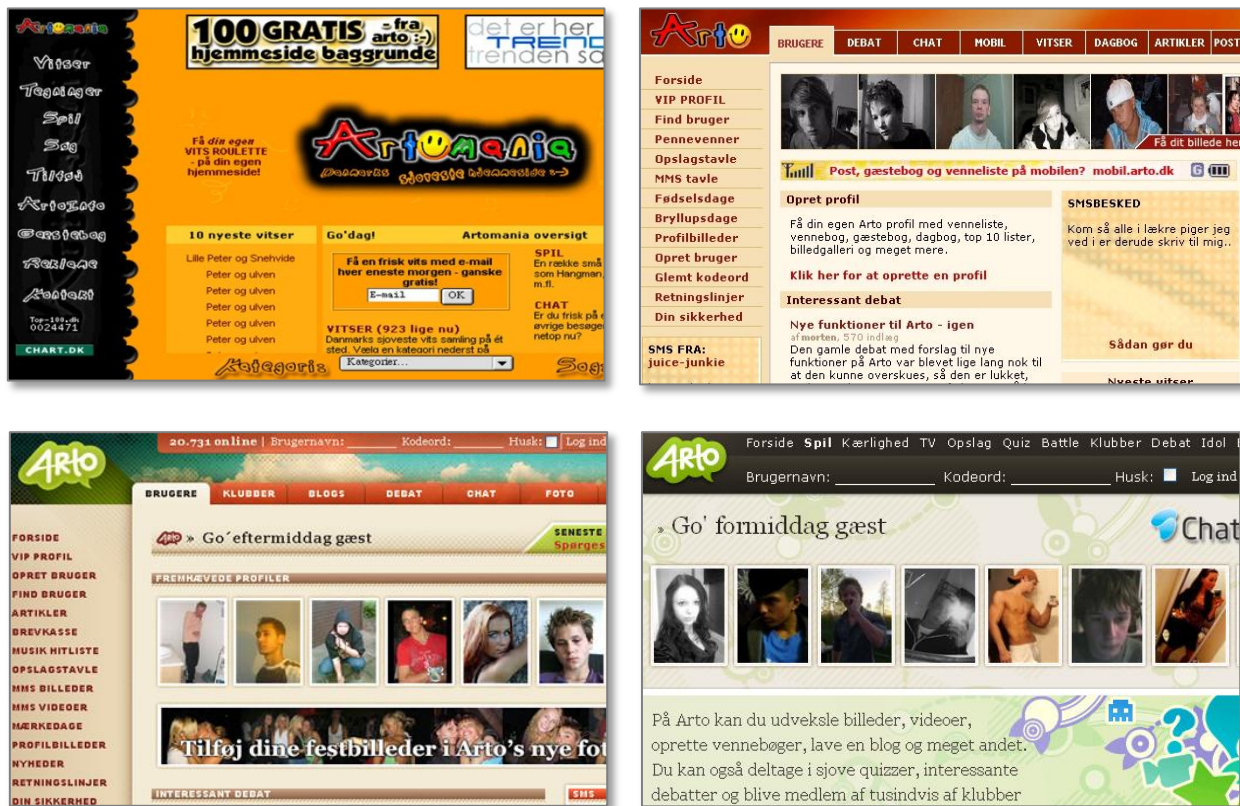 Artomania
Vitser
Tegninger
Spil
Søg
Tilføj
ArtoInfo
Gæstebog
Reklame
Kontakt
Top-100.dk
0024471
CHART.DK
100 GRATIS - fra
arto :-)
hjemmeside baggrunde
det er her
TREND
trenden sæ
Få din egen
VITS ROULETTE
- på din egen
hjemmeside!
Artomania
Danmarks sjoveste hjemmeside :->
10 nyeste vitser
Lille Peter og Snehvide
Peter og ulven
Peter og ulven
Peter og ulven
Peter og ulven
Peter og ulven
Go'dag!
Artomania oversigt
Få en frisk vits med e-mail
hver eneste morgen - ganske
gratis!
E-mail
OK
VITSER (923 lige nu)
Danmarks sjoveste vits samling på ét
sted. Vælg en kategori nederst på
SPIL
En række små
som Hangman,
m.fl.
CHAT
Er du frisk på e
øvrige besøge
netop nu?
Kategoris
Kategorier...
Søg
Arto
BRUGERE DEBAT CHAT MOBIL VITSER DAGBOG ARTIKLER POST
Forside
VIP PROFIL
Find bruger
Pennevenner
Opslagstavle
MMS tavle
Fødselsdage
Bryllupsdage
Profilbilleder
Opret bruger
Glemt kodeord
Retningslinjer
Din sikkerhed
SMS FRA:
juice-junkie
Få dit billede her
Post, gæstebog og venneliste på mobilen? mobil.arto.dk
Opret profil
Få din egen Arto profil med venneliste,
vennebog, gæstebog, dagbog, top 10 lister,
billedgalleri og meget mere.
Klik her for at oprette en profil
Interessant debat
Nye funktioner til Arto - igen
af morten, 570 indlæg
Den gamle debat med forslag til nye
funktioner på Arto var blevet lige lang nok til
at den kunne overskues, så den er lukket,
SMSBESKED
Kom så alle i lækre piger jeg
ved i er derude skriv til mig..
Sådan gør du
Nyeste vitser
ARTO
20.731 online | Brugernavn: Kodeord: Husk: Log ind
BRUGERE KLUBBER BLOGS DEBAT CHAT FOTO
FORSIDE
VIP PROFIL
OPRET BRUGER
FIND BRUGER
ARTIKLER
BREVKASSE
MUSIK HITLISTE
OPSLAGSTAVLE
MMS BILLEDER
MMS VIDEOER
MÆRKEDAGE
PROFILBILLEDER
NYHEDER
RETNINGSLINJER
DIN SIKKERHED
ARTO » Go´eftermiddag gæst
SENESTE
Spørges
FREMHÆVEDE PROFILER
Tilføj dine festbilleder i Arto's nye fot
INTERESSANT DEBAT
SMS
ARTO
Forside Spil Kærlighed TV Opslag Quiz Battle Klubber Debat Idol
Brugernavn: Kodeord: Husk: Log ind
» Go' formiddag gæst
Chat
På Arto kan du udveksle billeder, videoer,
oprette vennebøger, lave en blog og meget andet.
Du kan også deltage i sjove quizzer, interessante
debatter og blive medlem af tusindvis af klubber